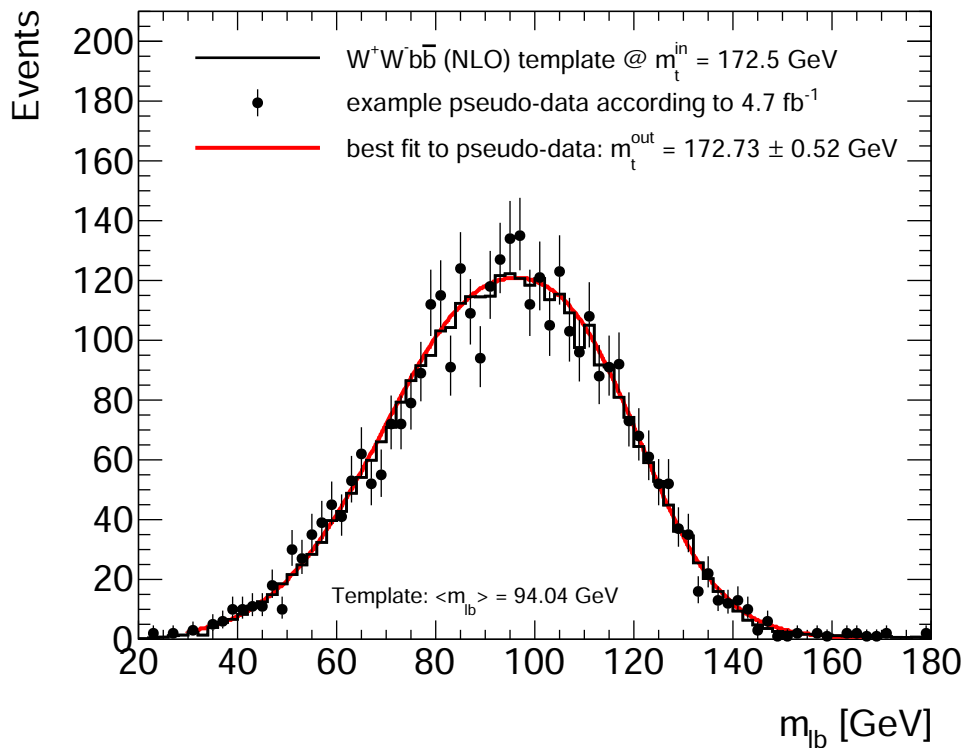 Events
200
180
160
140
120
100
80
60
40
20
0
W⁺W⁻bb̅ (NLO) template @ m_t^in = 172.5 GeV
example pseudo-data according to 4.7 fb⁻¹
best fit to pseudo-data: m_t^out = 172.73 ± 0.52 GeV
Template: <m_lb> = 94.04 GeV
20 40 60 80 100 120 140 160 180
m_lb [GeV]